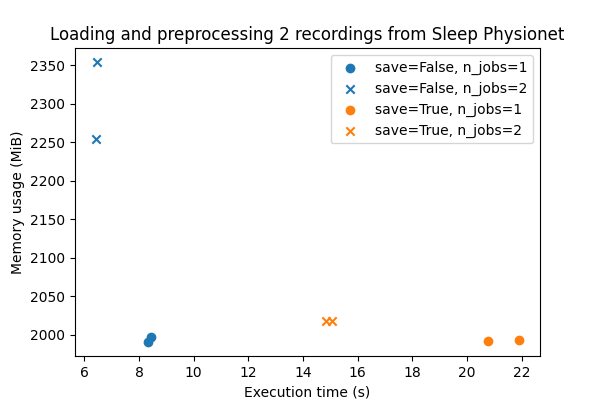 Loading and preprocessing 2 recordings from Sleep Physionet
save=False, n_jobs=1
save=False, n_jobs=2
save=True, n_jobs=1
save=True, n_jobs=2
Memory usage (MiB)
2350
2300
2250
2200
2150
2100
2050
2000
6 8 10 12 14 16 18 20 22
Execution time (s)